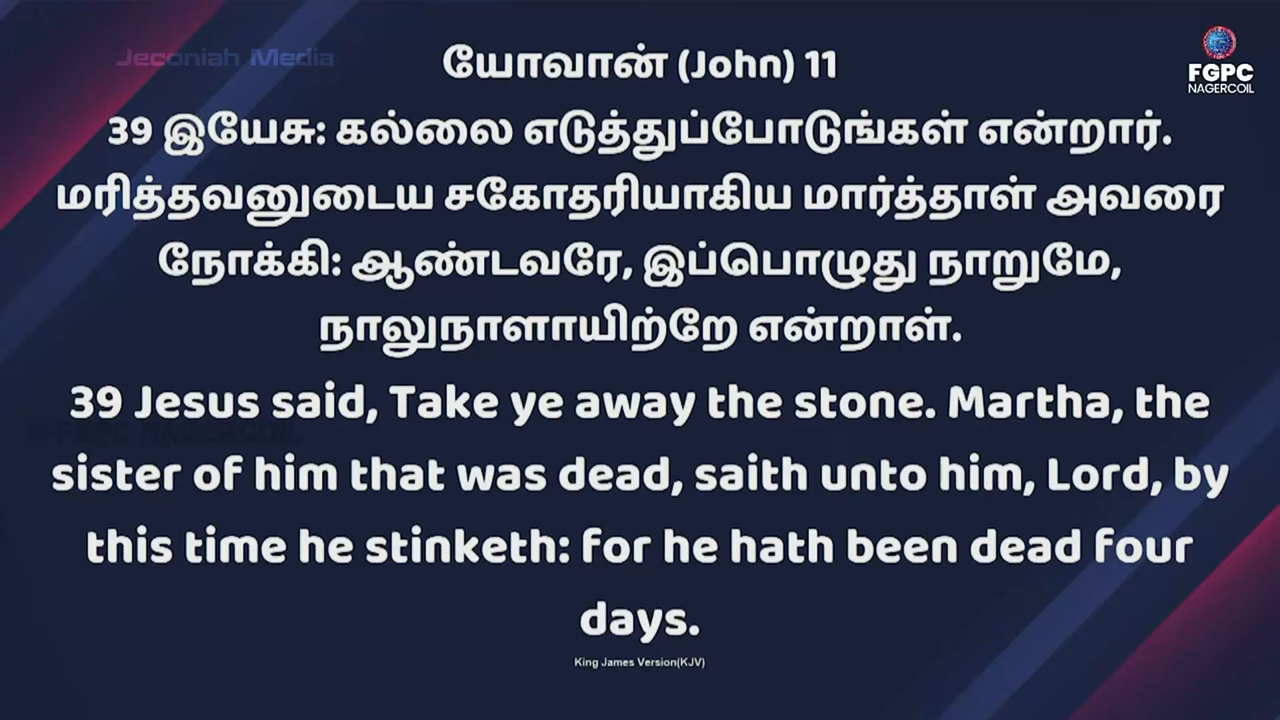 Jeconiah Media
யோவான் (John) 11
FGPC
NAGERCOIL
39 இயேசு: கல்லை எடுத்துப்போடுங்கள் என்றார்.
மரித்தவனுடைய சகோதரியாகிய மார்த்தாள் அவரை
நோக்கி: ஆண்டவரே, இப்பொழுது நாறுமே,
நாலுநாளாயிற்றே என்றாள்.
39 Jesus said, Take ye away the stone. Martha, the
sister of him that was dead, saith unto him, Lord, by
this time he stinketh: for he hath been dead four
days.
King James Version(KJV)